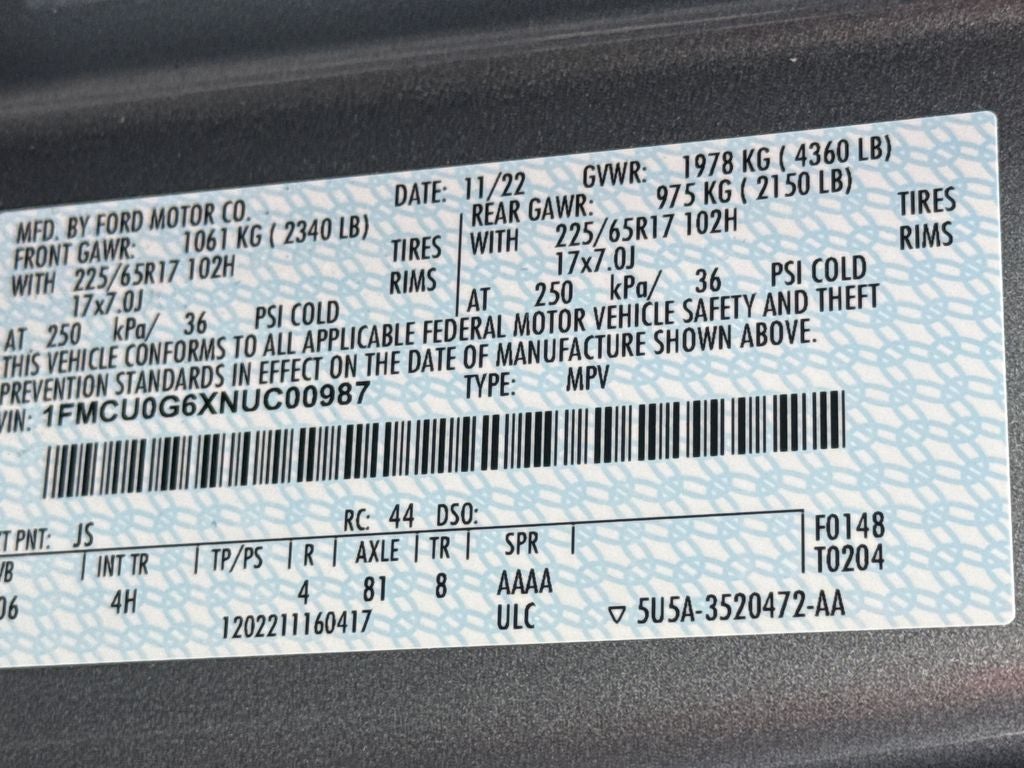 MFD. BY FORD MOTOR CO. DATE: 11/22 GVWR: 1978 KG ( 4360 LB)
FRONT GAWR: 1061 KG ( 2340 LB) REAR GAWR: 975 KG ( 2150 LB)
WITH 225/65R17 102H TIRES WITH 225/65R17 102H TIRES
17x7.0J RIMS 17x7.0J RIMS
AT 250 kPa/ 36 PSI COLD AT 250 kPa/ 36 PSI COLD
THIS VEHICLE CONFORMS TO ALL APPLICABLE FEDERAL MOTOR VEHICLE SAFETY AND THEFT
PREVENTION STANDARDS IN EFFECT ON THE DATE OF MANUFACTURE SHOWN ABOVE.
VIN: 1FMCU0G6XNUC00987 TYPE: MPV
T PNT: JS RC: 44 DSO:
B INT TR TP/PS R AXLE TR SPR F0148
06 4H 4 81 8 AAAA T0204
1202211160417 ULC 5U5A-3520472-AA